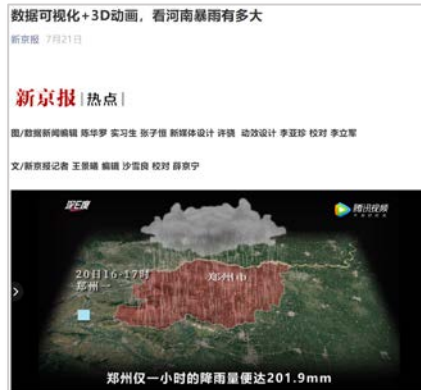 数据可视化+3D动画，看河南暴雨有多大
新京报 7月21日
新京报|热点|
图/数据新闻编辑 陈华罗 实习生 张子恒 新媒体设计 许骁 动效设计 李亚珍 校对 李立军
文/新京报记者 王景曦 编辑 沙雪良 校对 薛京宁
腾讯视频
20日16-17时
郑州一
郑州市
郑州仅一小时的降雨量便达201.9mm